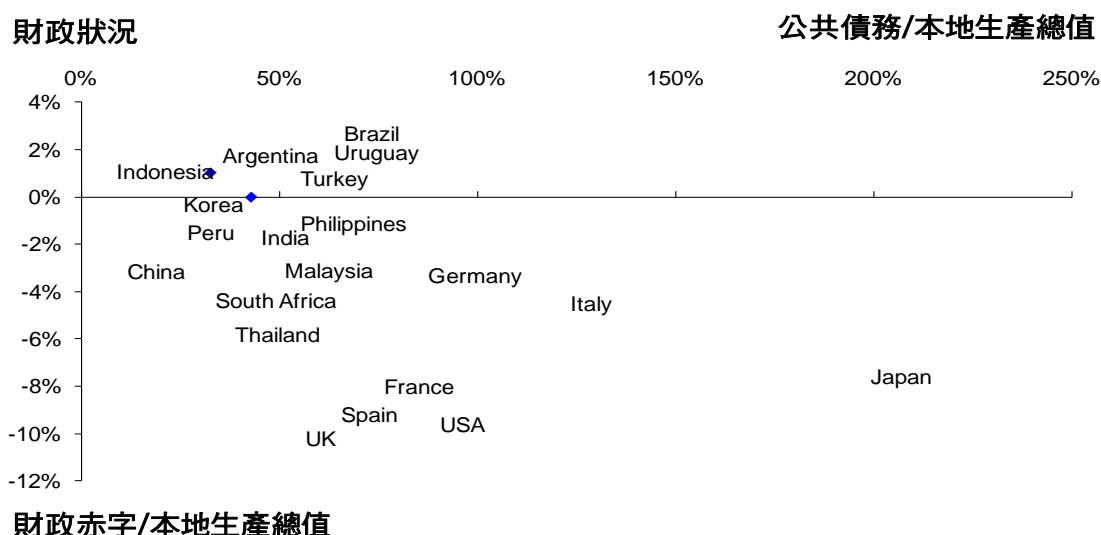 財政狀況
公共債務/本地生產總值
0% 50% 100% 150% 200% 250%
4%
Brazil
2%
Argentina Uruguay
Indonesia Turkey
0%
Korea
Peru India Philippines
-2%
China Malaysia Germany
-4%
South Africa Italy
-6%
Thailand
Japan
-8%
France
Spain USA
-10%
UK
-12%
財政赤字/本地生產總值